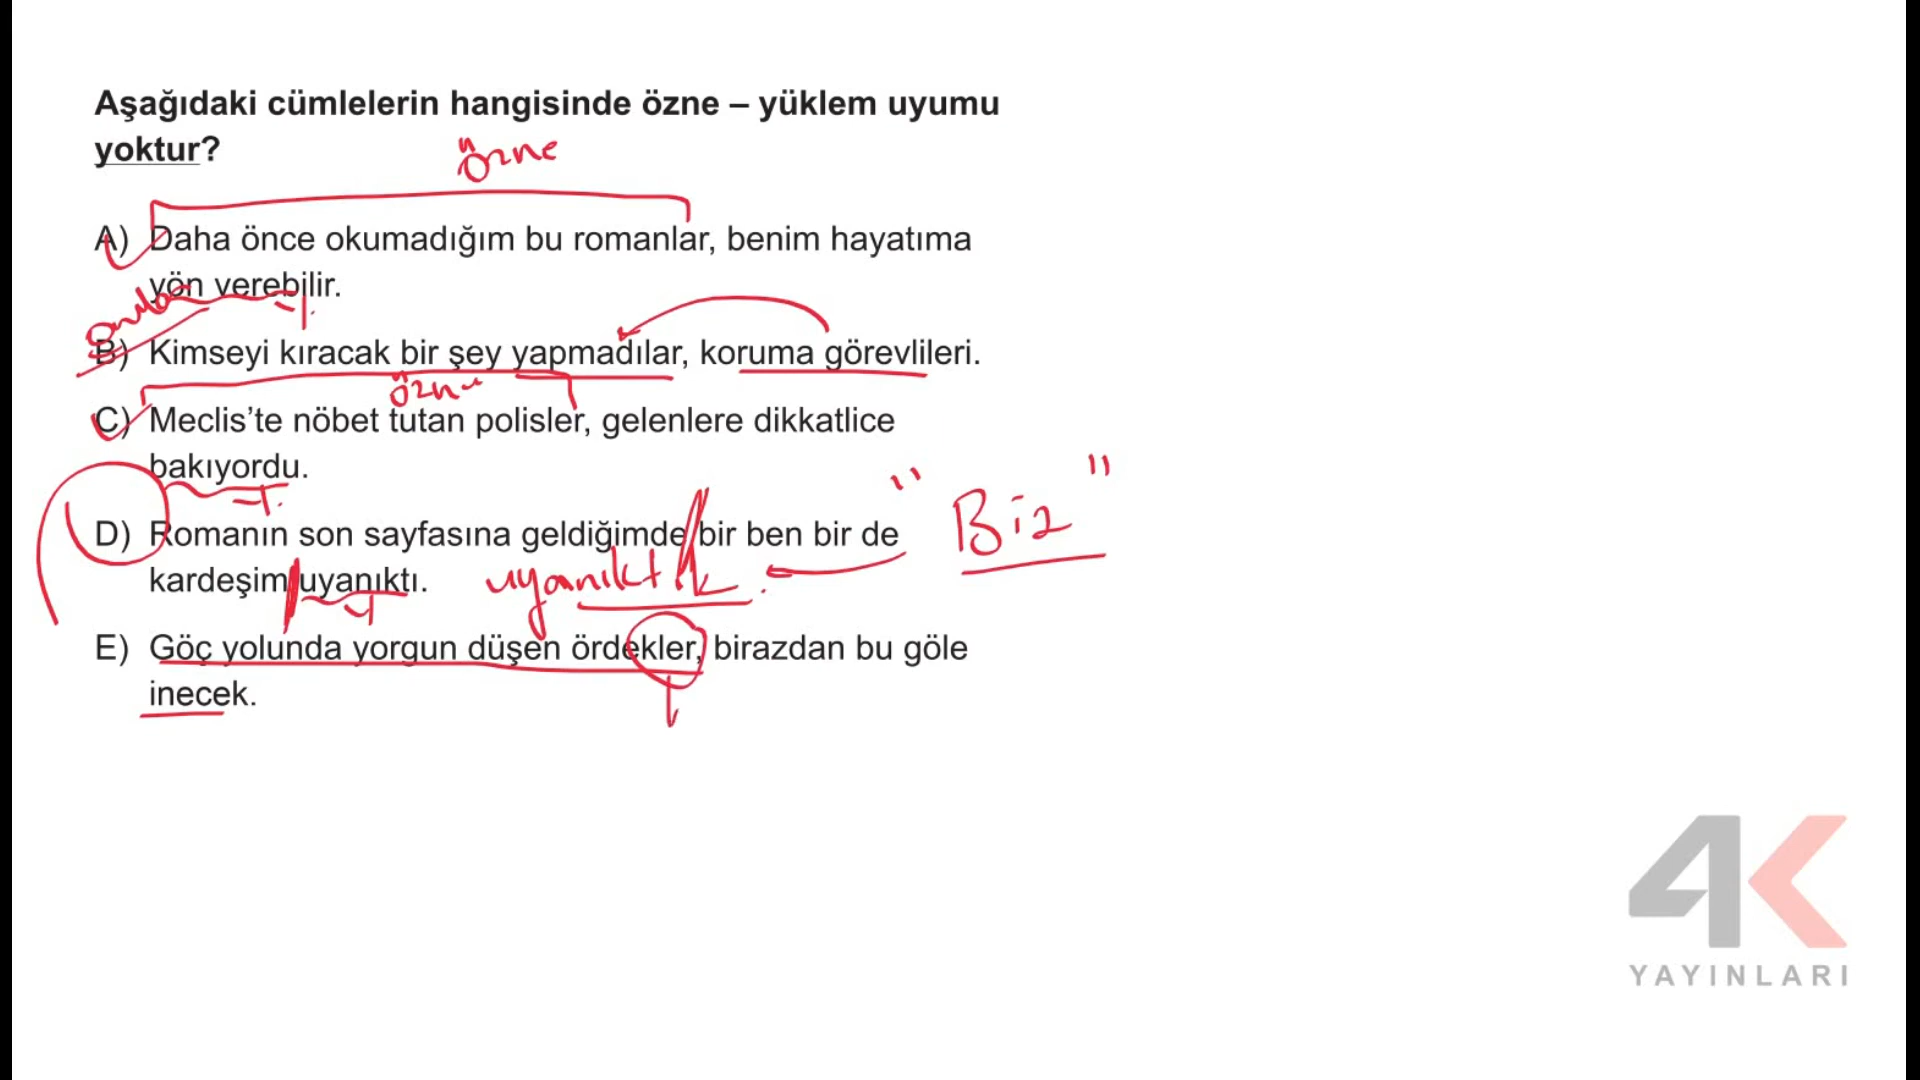 Aşağıdaki cümlelerin hangisinde özne – yüklem uyumu
yoktur?
özne
A) Daha önce okumadığım bu romanlar, benim hayatıma
yön verebilir.
B) Kimseyi kıracak bir şey yapmadılar, koruma görevlileri.
özne
C) Meclis’te nöbet tutan polisler, gelenlere dikkatlice
bakıyordu.
D) Romanın son sayfasına geldiğimde bir ben bir de
"Biz"
kardeşim uyanıktı.
uyanıktık.
E) Göç yolunda yorgun düşen ördekler, birazdan bu göle
inecek.
4K
YAYINLARI